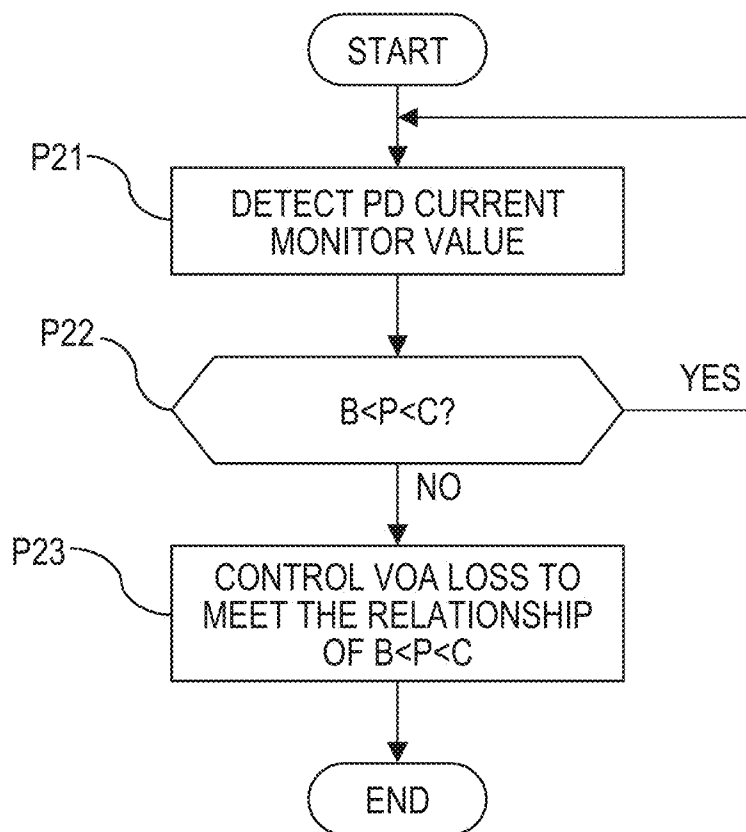 START
P21
DETECT PD CURRENT
MONITOR VALUE
P22
B<P<C?
YES
NO
P23
CONTROL VOA LOSS TO
MEET THE RELATIONSHIP
OF B<P<C
END